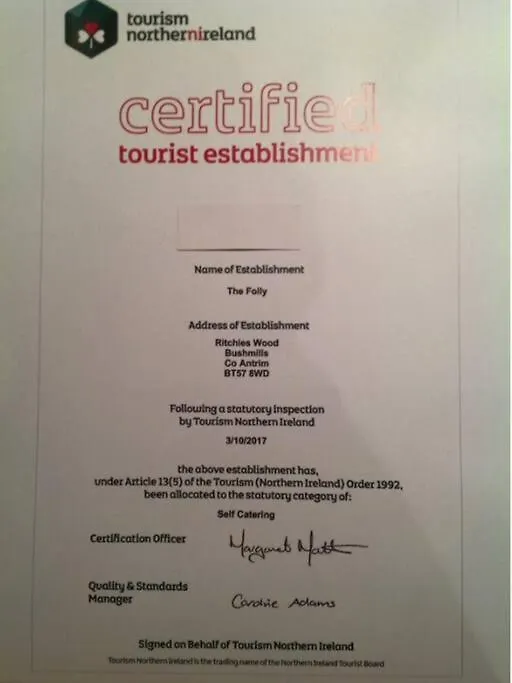 tourism
northernireland
certified
tourist establishment
Name of Establishment
The Folly
Address of Establishment
Ritchies Wood
Bushmills
Co Antrim
BT57 8WD
Following a statutory inspection
by Tourism Northern Ireland
3/10/2017
the above establishment has,
under Article 13(5) of the Tourism (Northern Ireland) Order 1992,
been allocated to the statutory category of:
Self Catering
Certification Officer
Margaret
Quality & Standards
Manager
Adams
Signed on Behalf of Tourism Northern Ireland
Tourism Northern Ireland is the trading name of the Northern Ireland Tourist Board